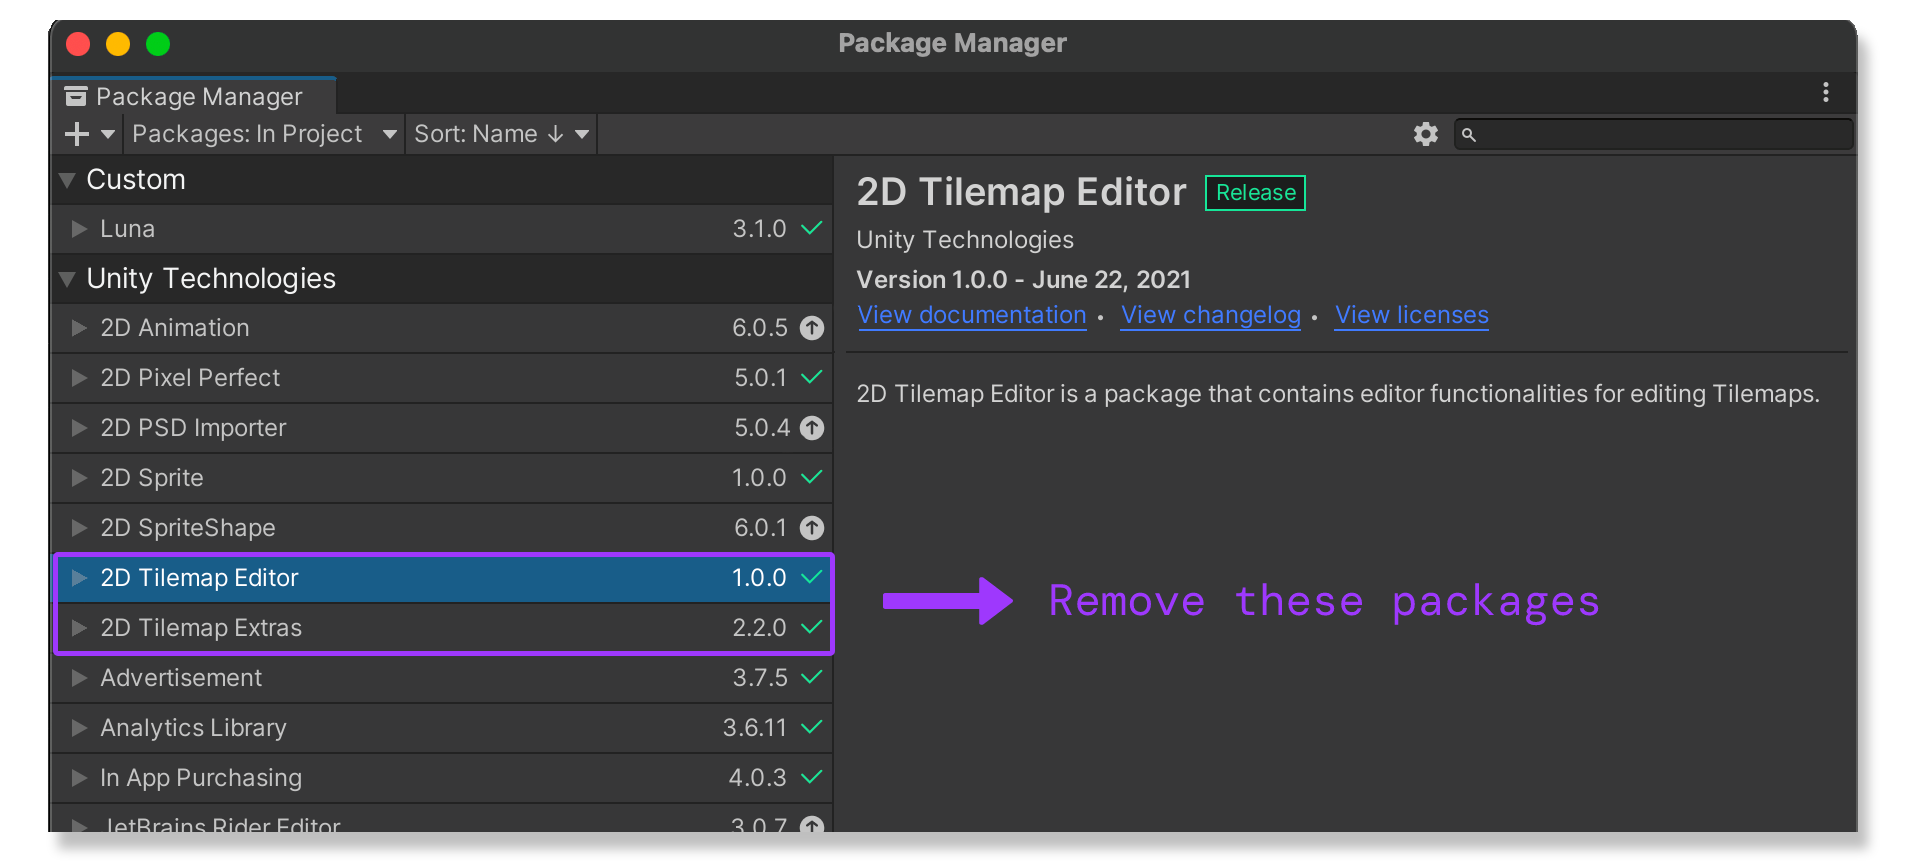 Package Manager
Package Manager
Packages: In Project
Sort: Name ↓
Custom
Luna 3.1.0
Unity Technologies
2D Animation 6.0.5
2D Pixel Perfect 5.0.1
2D PSD Importer 5.0.4
2D Sprite 1.0.0
2D SpriteShape 6.0.1
2D Tilemap Editor 1.0.0
2D Tilemap Extras 2.2.0
Advertisement 3.7.5
Analytics Library 3.6.11
In App Purchasing 4.0.3
JetBrains Rider Editor 3.0.7
2D Tilemap Editor Release
Unity Technologies
Version 1.0.0 - June 22, 2021
View documentation • View changelog • View licenses
2D Tilemap Editor is a package that contains editor functionalities for editing Tilemaps.
Remove these packages